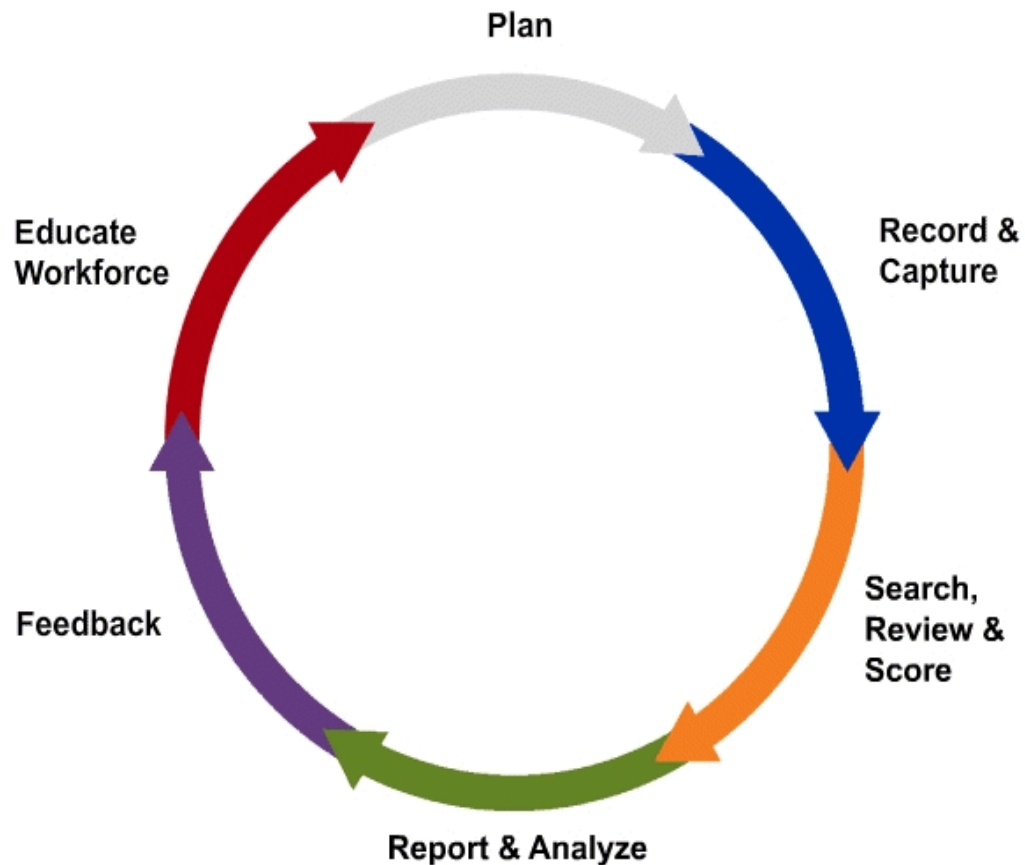 Plan
Record &
Capture
Search,
Review &
Score
Report & Analyze
Feedback
Educate
Workforce